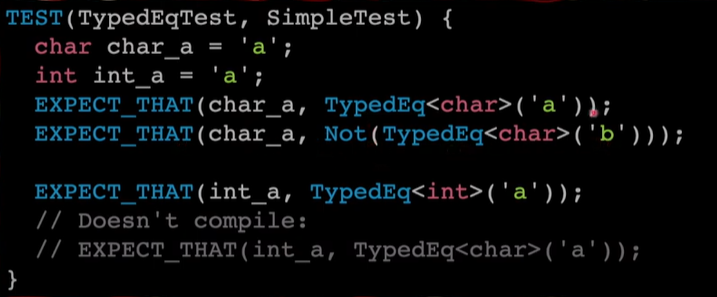 TEST(TypedEqTest, SimpleTest) {
  char char_a = 'a';
  int int_a = 'a';
  EXPECT_THAT(char_a, TypedEq<char>('a'));
  EXPECT_THAT(char_a, Not(TypedEq<char>('b')));

  EXPECT_THAT(int_a, TypedEq<int>('a'));
  // Doesn't compile:
  // EXPECT_THAT(int_a, TypedEq<char>('a'));
}